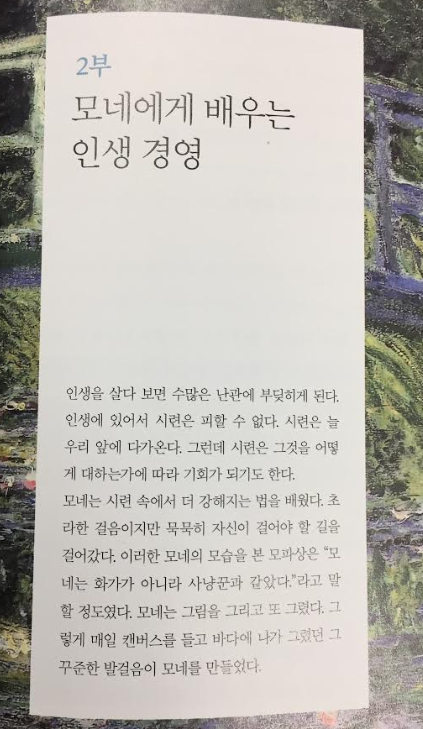 2부
모네에게 배우는
인생 경영
인생을 살다 보면 수많은 난관에 부딪히게 된다.
인생에 있어서 시련은 피할 수 없다. 시련은 늘
우리 앞에 다가온다. 그런데 시련은 그것을 어떻
게 대하는가에 따라 기회가 되기도 한다.
모네는 시련 속에서 더 강해지는 법을 배웠다. 초
라한 걸음이지만 묵묵히 자신이 걸어야 할 길을
걸어갔다. 이러한 모네의 모습을 본 모파상은 “모
네는 화가가 아니라 사냥꾼과 같았다.”라고 말
할 정도였다. 모네는 그림을 그리고 또 그렸다. 그
렇게 매일 캔버스를 들고 바다에 나가 그렸던 그
꾸준한 발걸음이 모네를 만들었다.